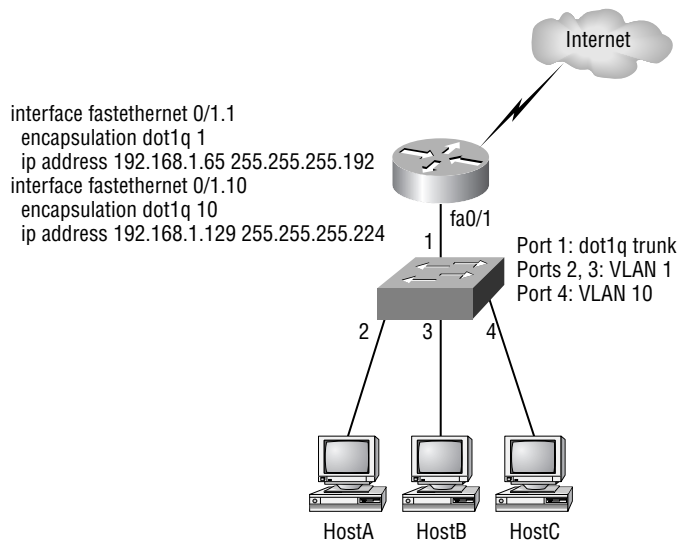 Internet
interface fastethernet 0/1.1
encapsulation dot1q 1
ip address 192.168.1.65 255.255.255.192
interface fastethernet 0/1.10
encapsulation dot1q 10
ip address 192.168.1.129 255.255.255.224
fa0/1
1
Port 1: dot1q trunk
Ports 2, 3: VLAN 1
Port 4: VLAN 10
2
3
4
HostA
HostB
HostC